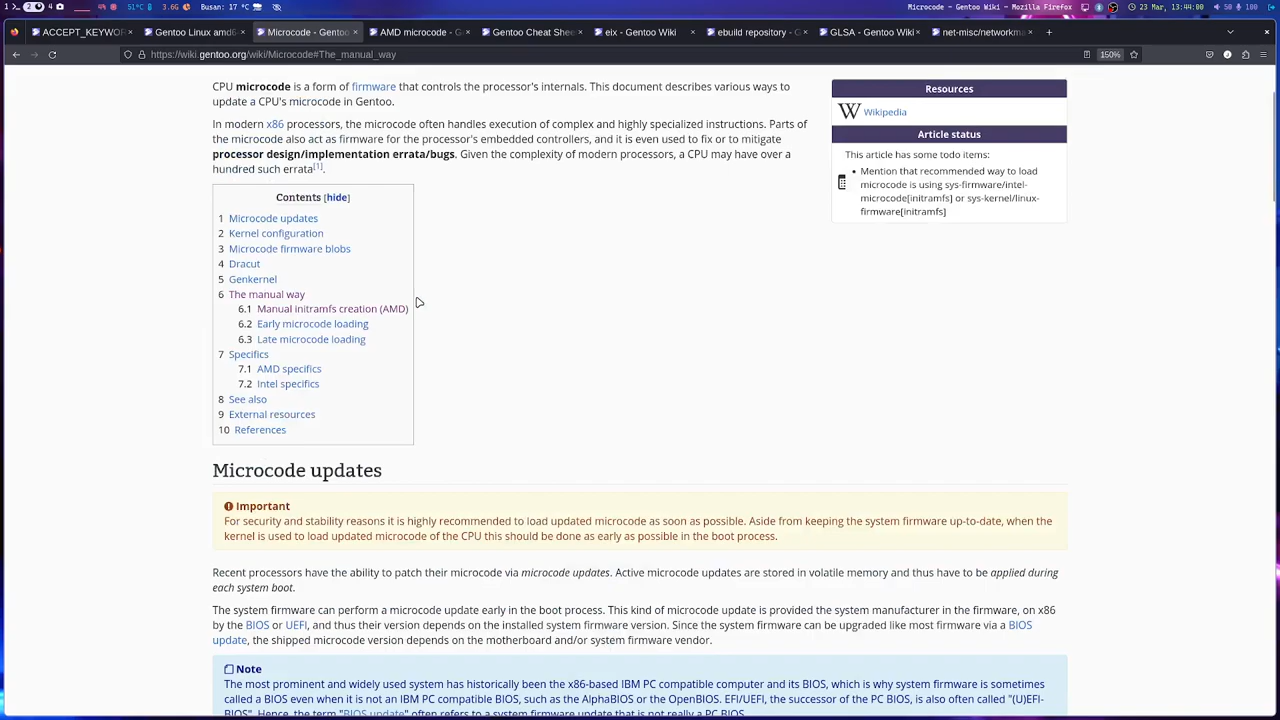 1 2 2 4 51°C 3.6G Busan: 17 °C
Microcode - Gentoo Wiki - Mozilla Firefox
23 mar, 13:44:00 50 100
ACCEPT_KEYWOR
Gentoo Linux amd6
Microcode - Gentoo
AMD microcode - G
Gentoo Cheat Shee
eix - Gentoo Wiki
ebuild repository - G
GLSA - Gentoo Wiki
net-misc/networkma
https://wiki.gentoo.org/wiki/Microcode#The_manual_way
150%
CPU microcode is a form of firmware that controls the processor's internals. This document describes various ways to
update a CPU's microcode in Gentoo.
In modern x86 processors, the microcode often handles execution of complex and highly specialized instructions. Parts of
the microcode also act as firmware for the processor's embedded controllers, and it is even used to fix or to mitigate
processor design/implementation errata/bugs. Given the complexity of modern processors, a CPU may have over a
hundred such errata[1].
Resources
Wikipedia
Article status
This article has some todo items:
• Mention that recommended way to load
microcode is using sys-firmware/intel-
microcode[initramfs] or sys-kernel/linux-
firmware[initramfs]
Contents [hide]
1 Microcode updates
2 Kernel configuration
3 Microcode firmware blobs
4 Dracut
5 Genkernel
6 The manual way
6.1 Manual initramfs creation (AMD)
6.2 Early microcode loading
6.3 Late microcode loading
7 Specifics
7.1 AMD specifics
7.2 Intel specifics
8 See also
9 External resources
10 References
Microcode updates
Important
For security and stability reasons it is highly recommended to load updated microcode as soon as possible. Aside from keeping the system firmware up-to-date, when the
kernel is used to load updated microcode of the CPU this should be done as early as possible in the boot process.
Recent processors have the ability to patch their microcode via microcode updates. Active microcode updates are stored in volatile memory and thus have to be applied during
each system boot.
The system firmware can perform a microcode update early in the boot process. This kind of microcode update is provided the system manufacturer in the firmware, on x86
by the BIOS or UEFI, and thus their version depends on the installed system firmware version. Since the system firmware can be upgraded like most firmware via a BIOS
update, the shipped microcode version depends on the motherboard and/or system firmware vendor.
Note
The most prominent and widely used system has historically been the x86-based IBM PC compatible computer and its BIOS, which is why system firmware is sometimes
called a BIOS even when it is not an IBM PC compatible BIOS, such as the AlphaBIOS or the OpenBIOS. EFI/UEFI, the successor of the PC BIOS, is also often called "(U)EFI-
BIOS". Hence, the term "BIOS update" often refers to a system firmware update that is not really a PC BIOS.